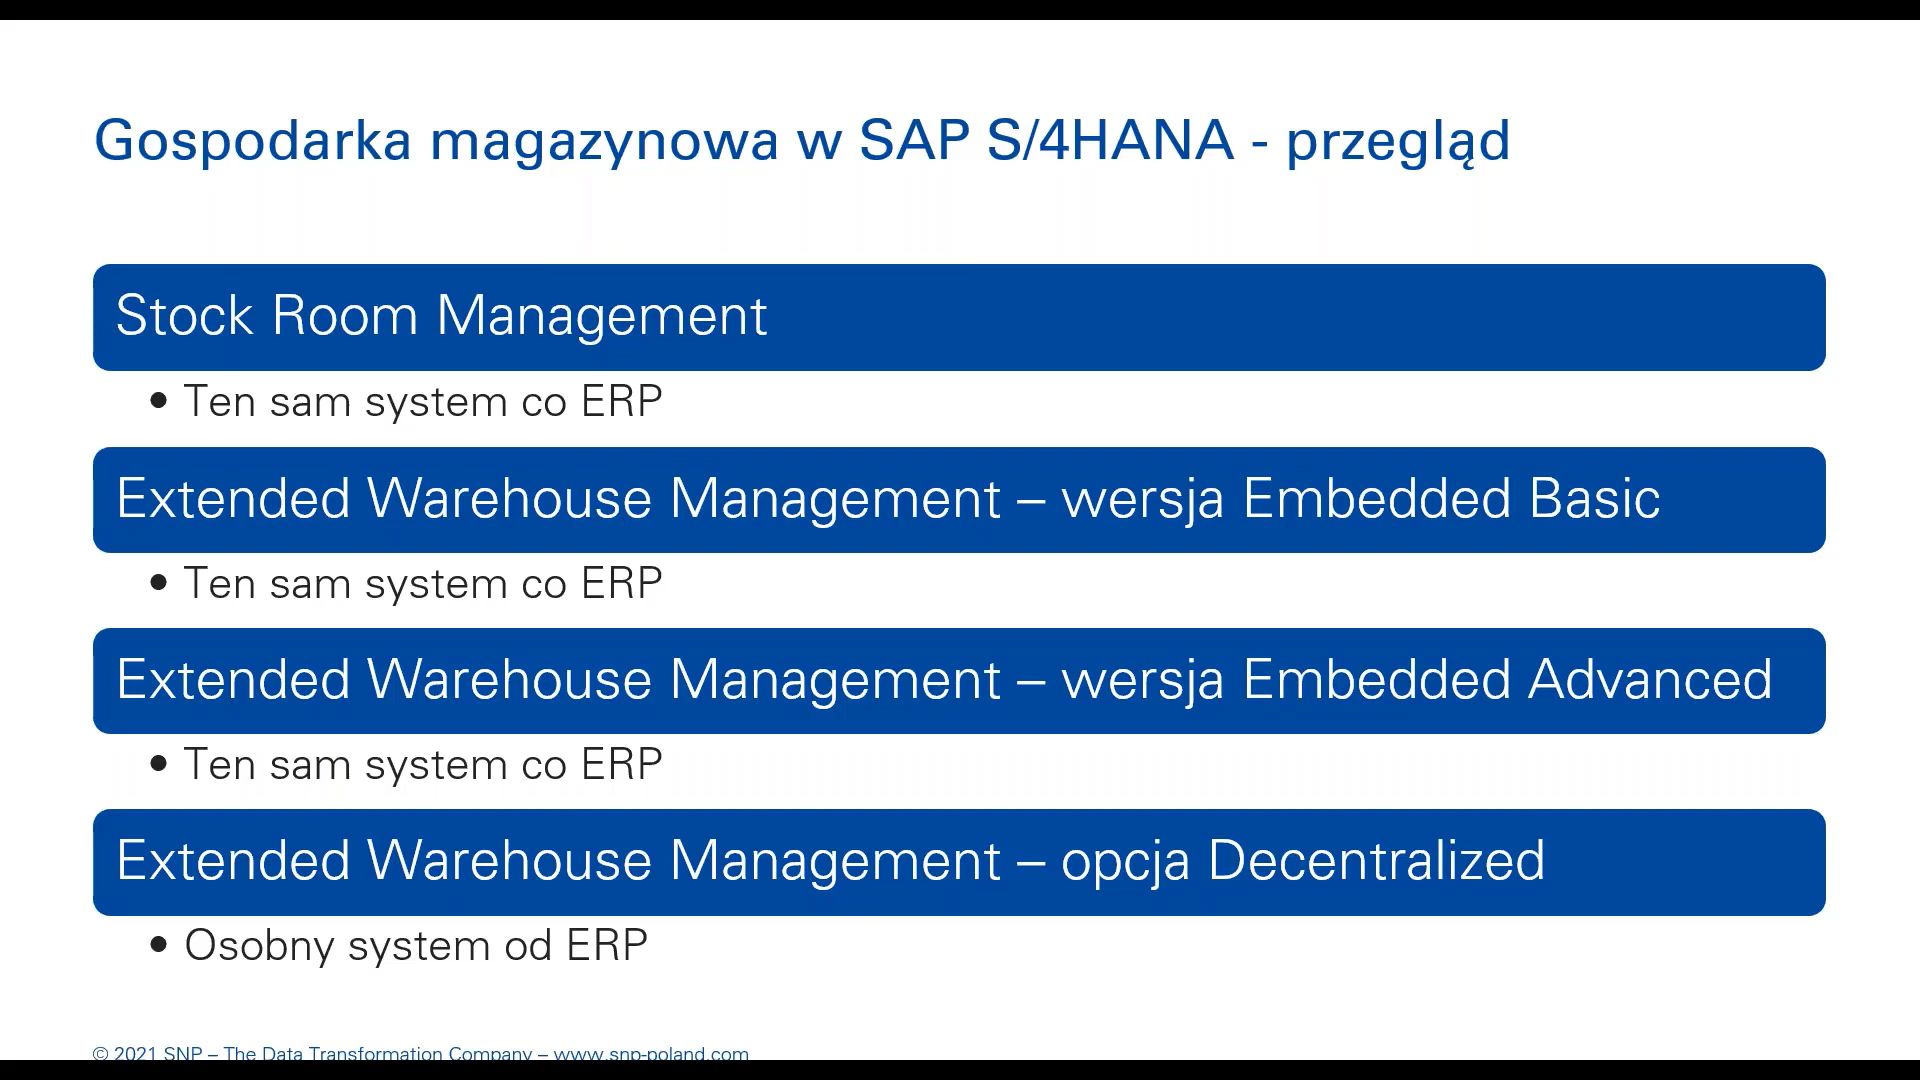 Gospodarka magazynowa w SAP S/4HANA - przegląd
Stock Room Management
• Ten sam system co ERP
Extended Warehouse Management – wersja Embedded Basic
• Ten sam system co ERP
Extended Warehouse Management – wersja Embedded Advanced
• Ten sam system co ERP
Extended Warehouse Management – opcja Decentralized
• Osobny system od ERP
© 2021 SNP – The Data Transformation Company – www.snp-poland.com